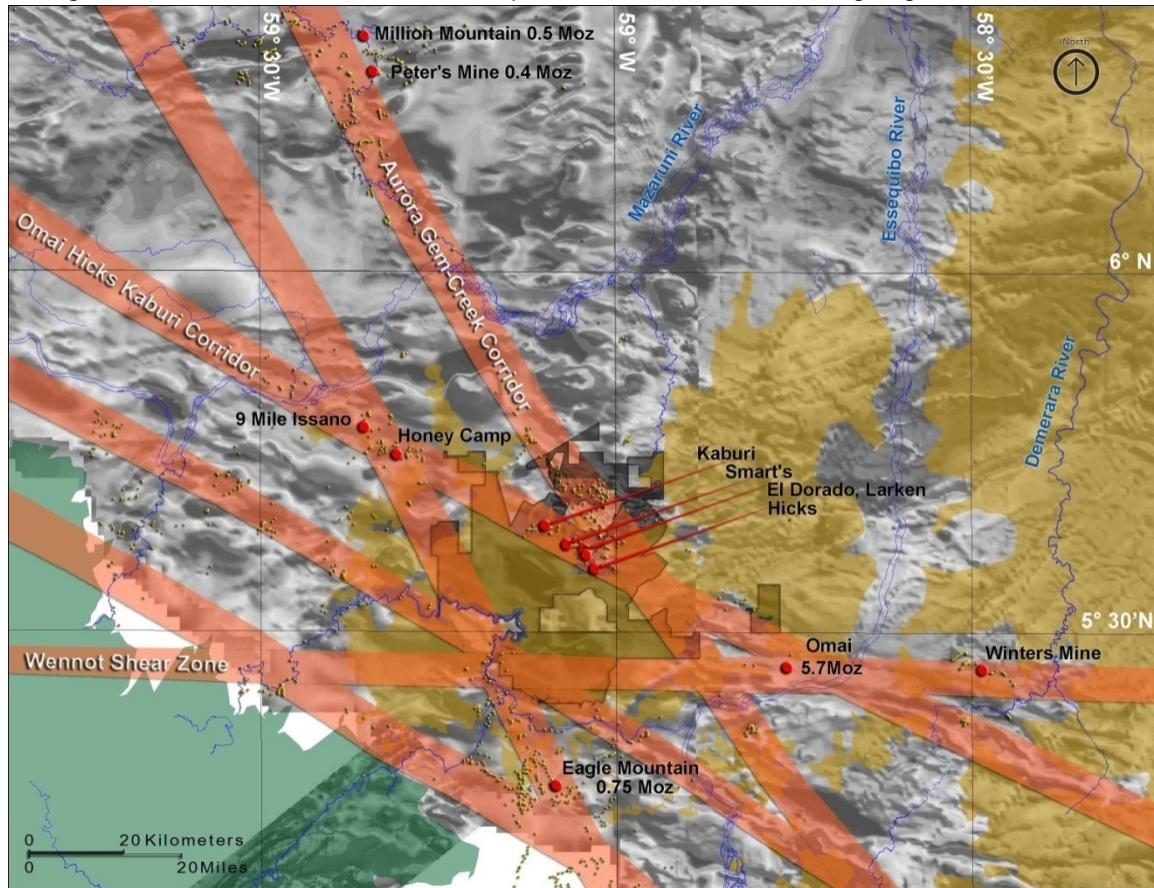 Million Mountain 0.5 Moz
Peter's Mine 0.4 Moz
59° 30'W
59° W
58° 30'W
North
Mazaruni River
Essequibo River
Aurora Gem-Creek Corridor
Omai Hicks Kaburi Corridor
6° N
Demerara River
9 Mile Issano
Honey Camp
Kaburi
Smart's
El Dorado, Larken
Hicks
5° 30'N
Wennot Shear Zone
Omai
5.7Moz
Winters Mine
Eagle Mountain
0.75 Moz
0 20 Kilometers
0 20Miles